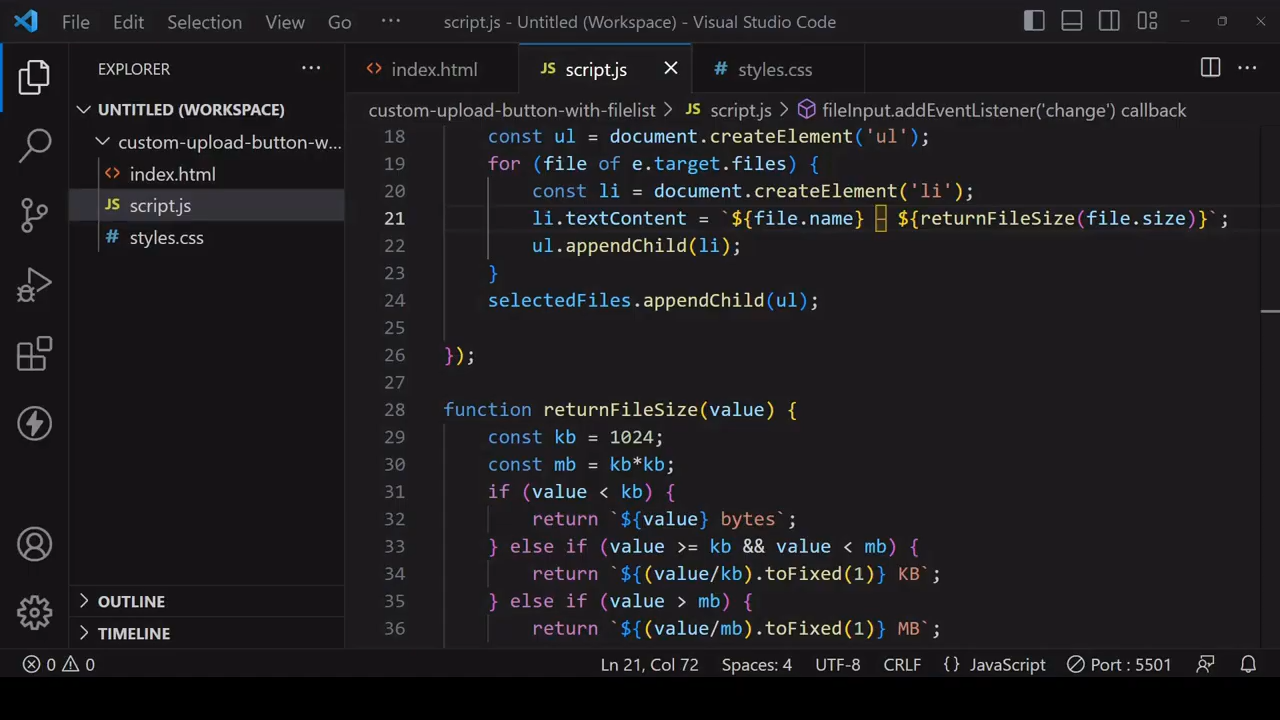 File Edit Selection View Go ··· script.js - Untitled (Workspace) - Visual Studio Code
EXPLORER ···
UNTITLED (WORKSPACE)
custom-upload-button-w...
<> index.html
JS script.js
# styles.css
OUTLINE
TIMELINE
<> index.html JS script.js # styles.css ···
custom-upload-button-with-filelist > JS script.js > fileInput.addEventListener('change') callback
18 const ul = document.createElement('ul');
19 for (file of e.target.files) {
20 const li = document.createElement('li');
21 li.textContent = `${file.name} – ${returnFileSize(file.size)}`;
22 ul.appendChild(li);
23 }
24 selectedFiles.appendChild(ul);
25
26 });
27
28 function returnFileSize(value) {
29 const kb = 1024;
30 const mb = kb*kb;
31 if (value < kb) {
32 return `${value} bytes`;
33 } else if (value >= kb && value < mb) {
34 return `${(value/kb).toFixed(1)} KB`;
35 } else if (value > mb) {
36 return `${(value/mb).toFixed(1)} MB`;
0 0 Ln 21, Col 72 Spaces: 4 UTF-8 CRLF {} JavaScript Port : 5501